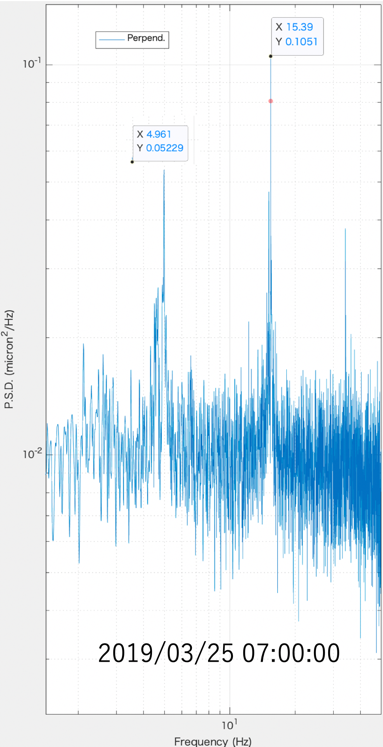 Perpend.
X 15.39
Y 0.1051
X 4.961
Y 0.05229
10-1
10-2
P.S.D. (micron2/Hz)
2019/03/25 07:00:00
101
Frequency (Hz)